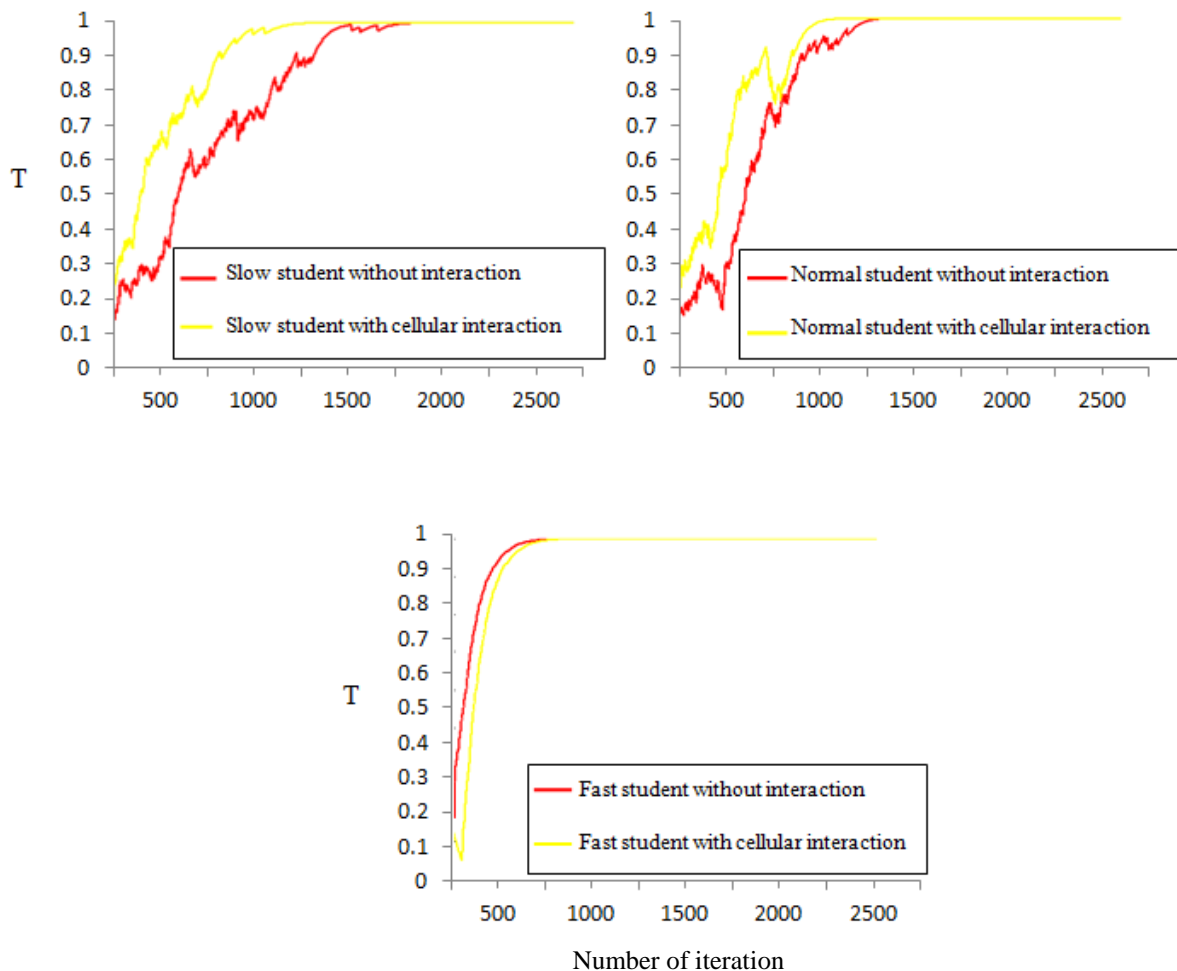 1
0.9
0.8
0.7
0.6
0.5
0.4
0.3
0.2
0.1
0
T
500 1000 1500 2000 2500
Slow student without interaction
Slow student with cellular interaction
1
0.9
0.8
0.7
0.6
0.5
0.4
0.3
0.2
0.1
0
500 1000 1500 2000 2500
Normal student without interaction
Normal student with cellular interaction
1
0.9
0.8
0.7
0.6
0.5
0.4
0.3
0.2
0.1
0
T
500 1000 1500 2000 2500
Fast student without interaction
Fast student with cellular interaction
Number of iteration